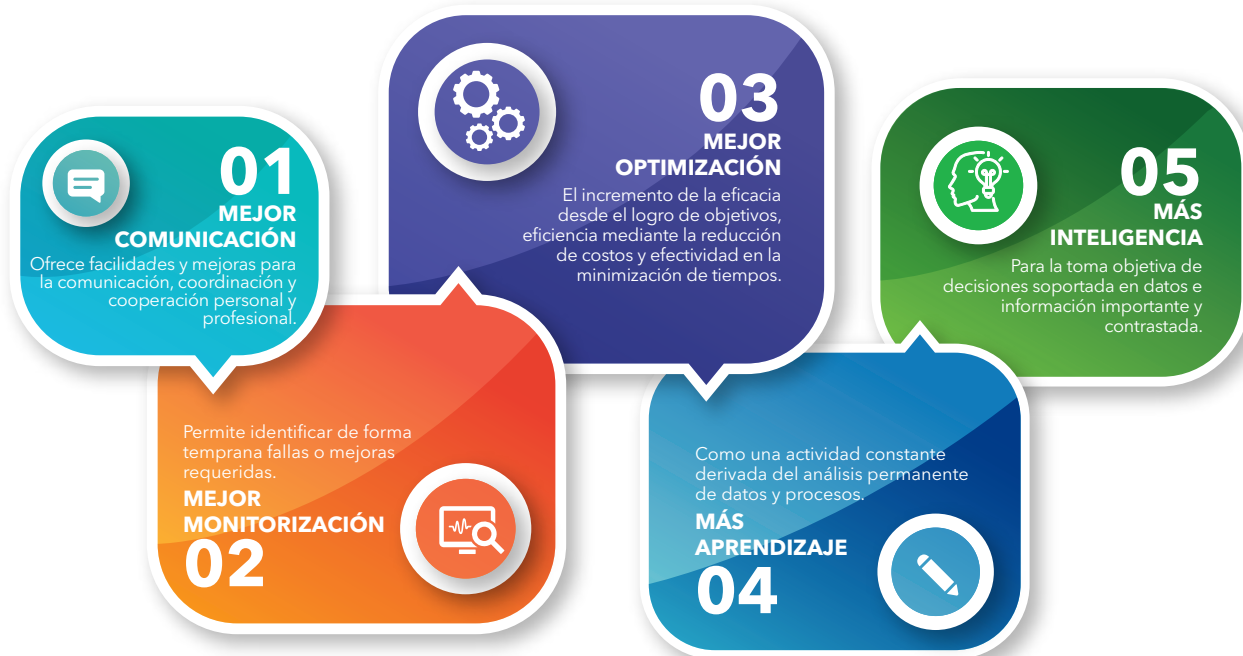 01
MEJOR
COMUNICACIÓN
Ofrece facilidades y mejoras para
la comunicación, coordinación y
cooperación personal y
profesional.
Permite identificar de forma
temprana fallas o mejoras
requeridas.
MEJOR
MONITORIZACIÓN
02
03
MEJOR
OPTIMIZACIÓN
El incremento de la eficacia
desde el logro de objetivos,
eficiencia mediante la reducción
de costos y efectividad en la
minimización de tiempos.
Como una actividad constante
derivada del análisis permanente
de datos y procesos.
MÁS
APRENDIZAJE
04
05
MÁS
INTELIGENCIA
Para la toma objetiva de
decisiones soportada en datos e
información importante y
contrastada.